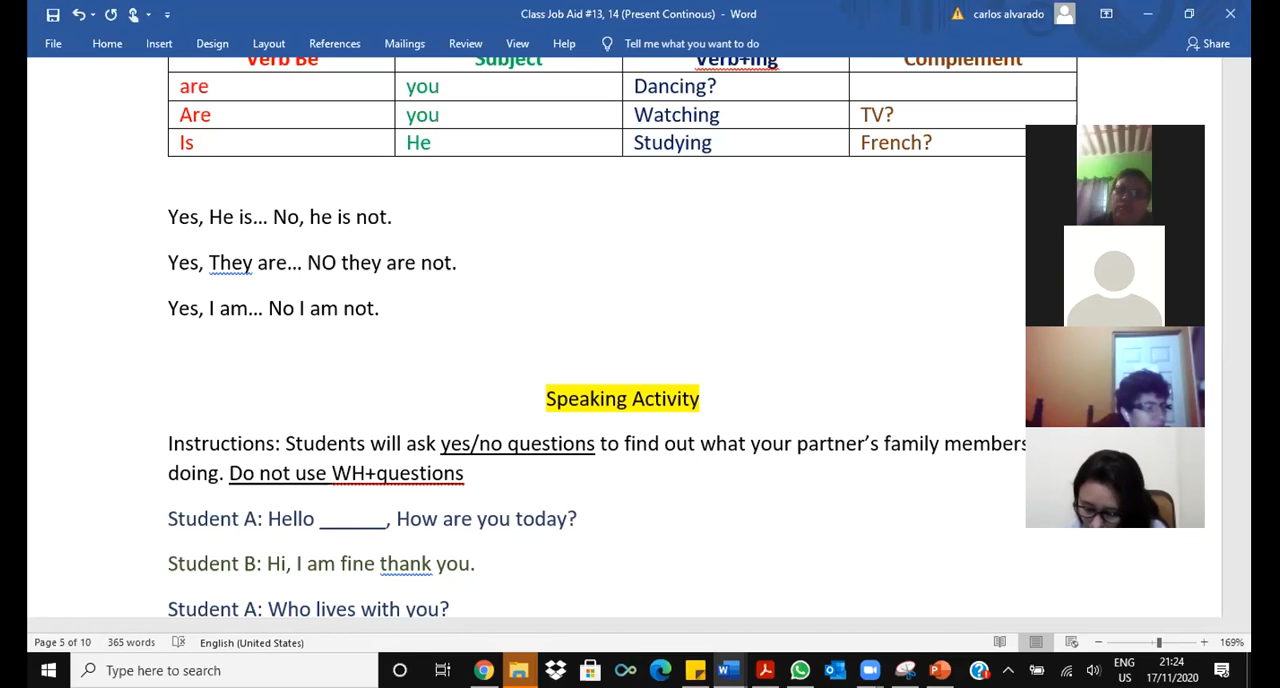 Class Job Aid #13, 14 (Present Continous) - Word
carlos alvarado
File Home Insert Design Layout References Mailings Review View Help Tell me what you want to do Share
Verb Be Subject Verb+ing Complement
are you Dancing?
Are you Watching TV?
Is He Studying French?
Yes, He is... No, he is not.
Yes, They are... NO they are not.
Yes, I am... No I am not.
Speaking Activity
Instructions: Students will ask yes/no questions to find out what your partner's family members
doing. Do not use WH+questions
Student A: Hello ______, How are you today?
Student B: Hi, I am fine thank you.
Student A: Who lives with you?
Page 5 of 10 365 words English (United States) 169%
Type here to search
ENG 21:24
US 17/11/2020